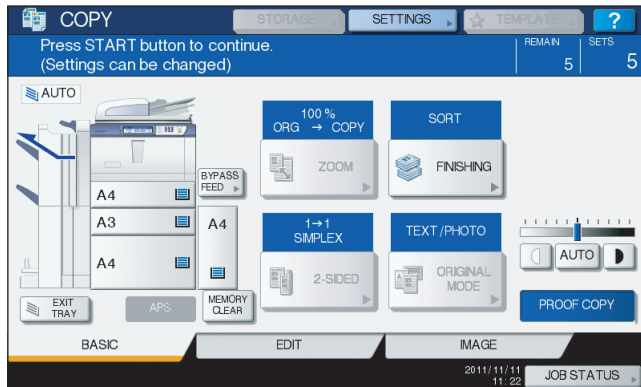 COPY
STORAGE
SETTINGS
TEMPLATE
?
Press START button to continue.
(Settings can be changed)
REMAIN
5
SETS
5
AUTO
100 %
ORG → COPY
ZOOM
SORT
FINISHING
BYPASS
FEED
A4
A3
A4
A4
1→1
SIMPLEX
2-SIDED
TEXT/PHOTO
ORIGINAL
MODE
AUTO
EXIT
TRAY
APS
MEMORY
CLEAR
PROOF COPY
BASIC
EDIT
IMAGE
2011/11/11
11:22
JOB STATUS